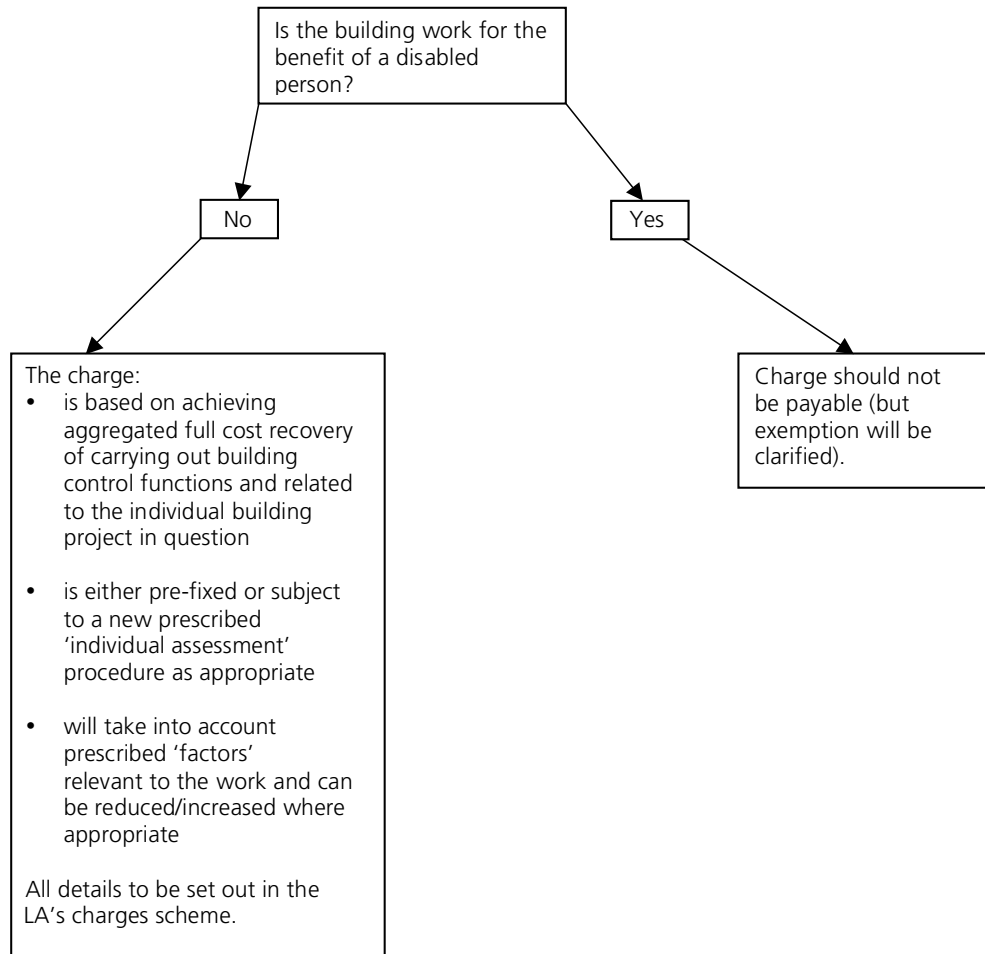 Is the building work for the
benefit of a disabled
person?
No
Yes
The charge:
• is based on achieving
aggregated full cost recovery
of carrying out building
control functions and related
to the individual building
project in question
• is either pre-fixed or subject
to a new prescribed
‘individual assessment’
procedure as appropriate
• will take into account
prescribed ‘factors’
relevant to the work and can
be reduced/increased where
appropriate
All details to be set out in the
LA’s charges scheme.
Charge should not
be payable (but
exemption will be
clarified).